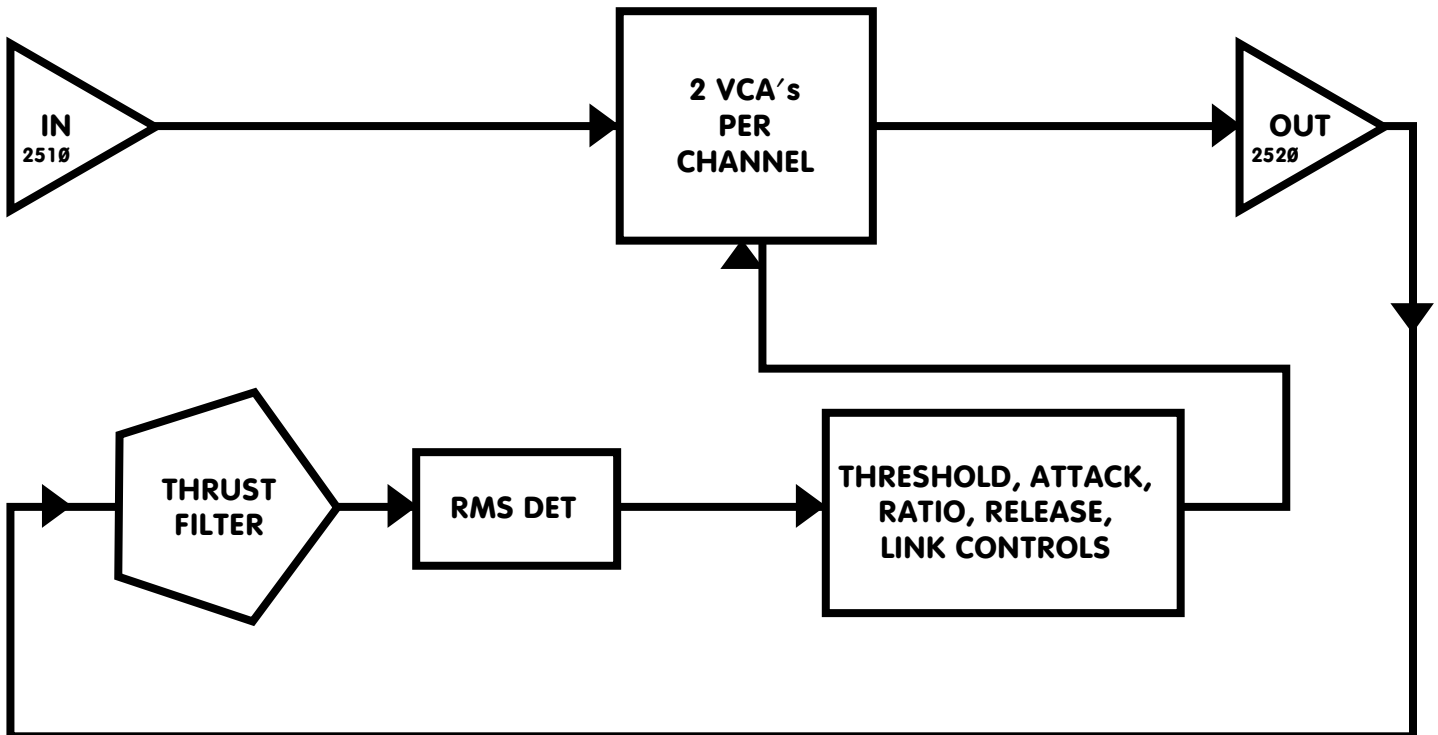 IN
2510
2 VCA's
PER
CHANNEL
OUT
2520
THRUST
FILTER
RMS DET
THRESHOLD, ATTACK,
RATIO, RELEASE,
LINK CONTROLS